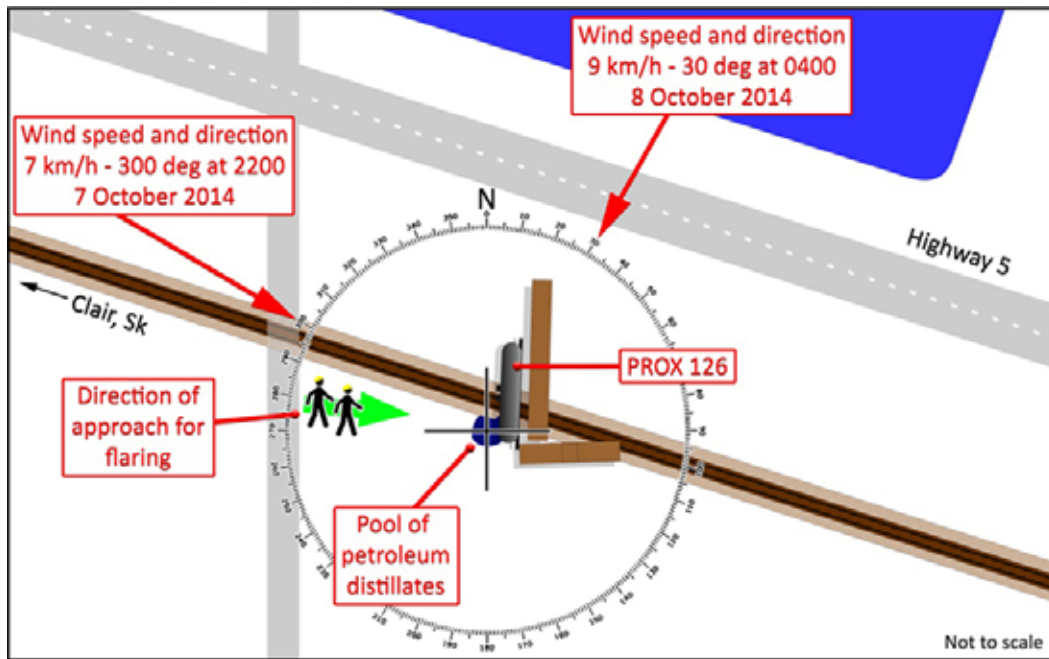 Wind speed and direction
9 km/h - 30 deg at 0400
8 October 2014
Wind speed and direction
7 km/h - 300 deg at 2200
7 October 2014
N
Highway 5
Clair, Sk
PROX 126
Direction of
approach for
flaring
Pool of
petroleum
distillates
Not to scale